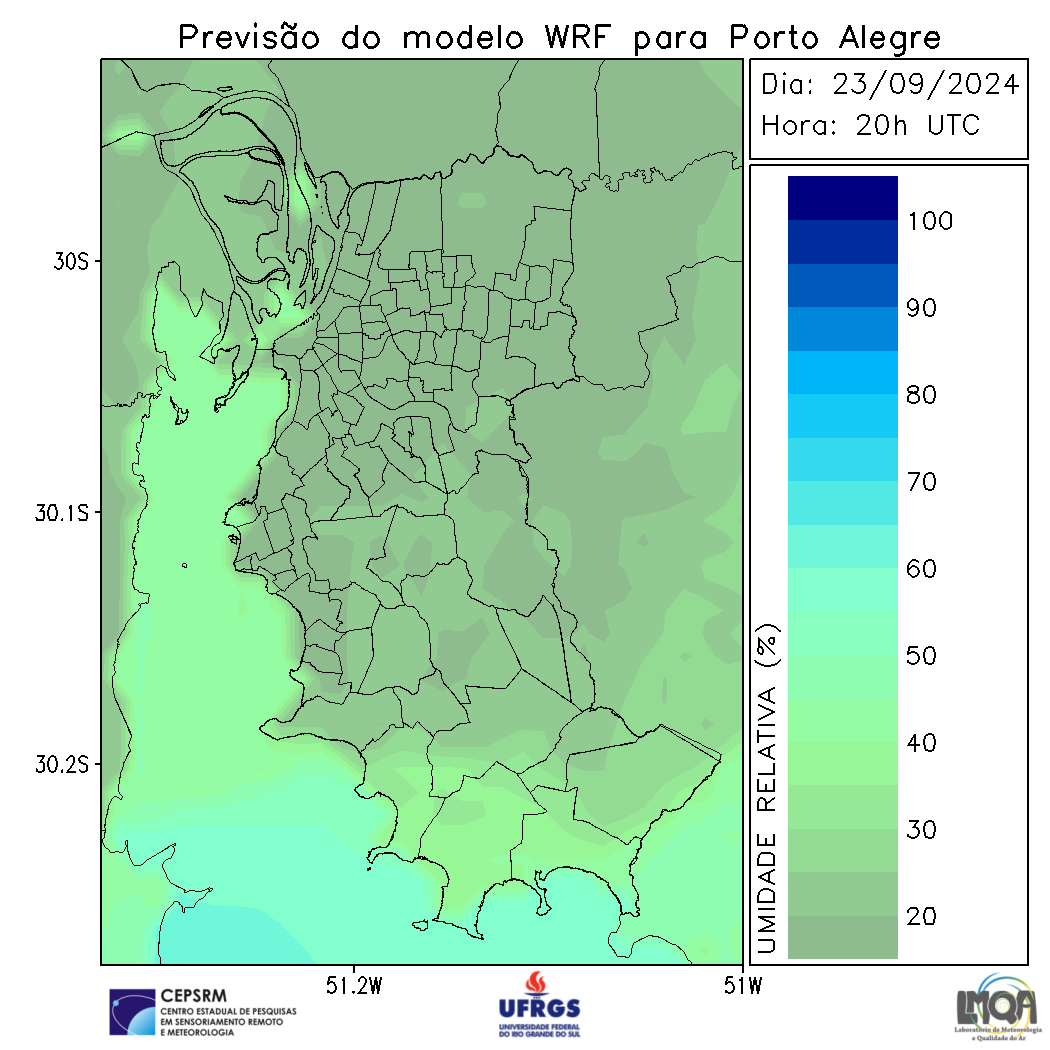 Previsão do modelo WRF para Porto Alegre
Dia: 23/09/2024
Hora: 20h UTC
30S
30.1S
30.2S
51.2W
51W
UMIDADE RELATIVA (%)
100
90
80
70
60
50
40
30
20
CEPSRM
CENTRO ESTADUAL DE PESQUISAS
EM SENSORIAMENTO REMOTO
E METEOROLOGIA
UFRGS
UNIVERSIDADE FEDERAL
DO RIO GRANDE DO SUL
LMQA
Laboratório de Meteorologia
e Qualidade do Ar